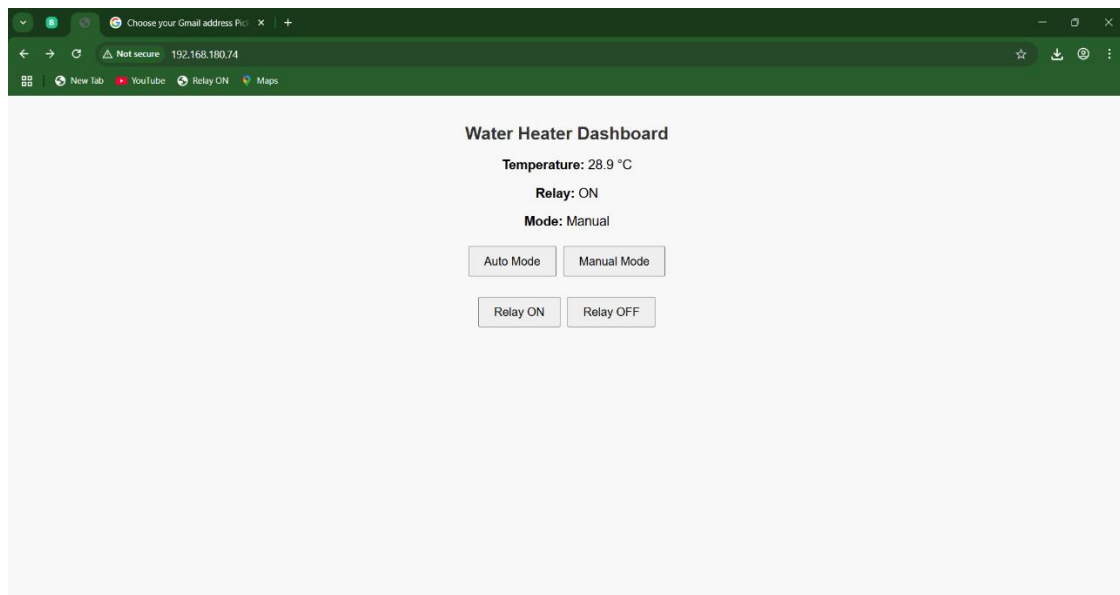 B
Choose your Gmail address Pic
Not secure 192.168.180.74
New Tab YouTube Relay ON Maps
Water Heater Dashboard
Temperature: 28.9 °C
Relay: ON
Mode: Manual
Auto Mode Manual Mode
Relay ON Relay OFF